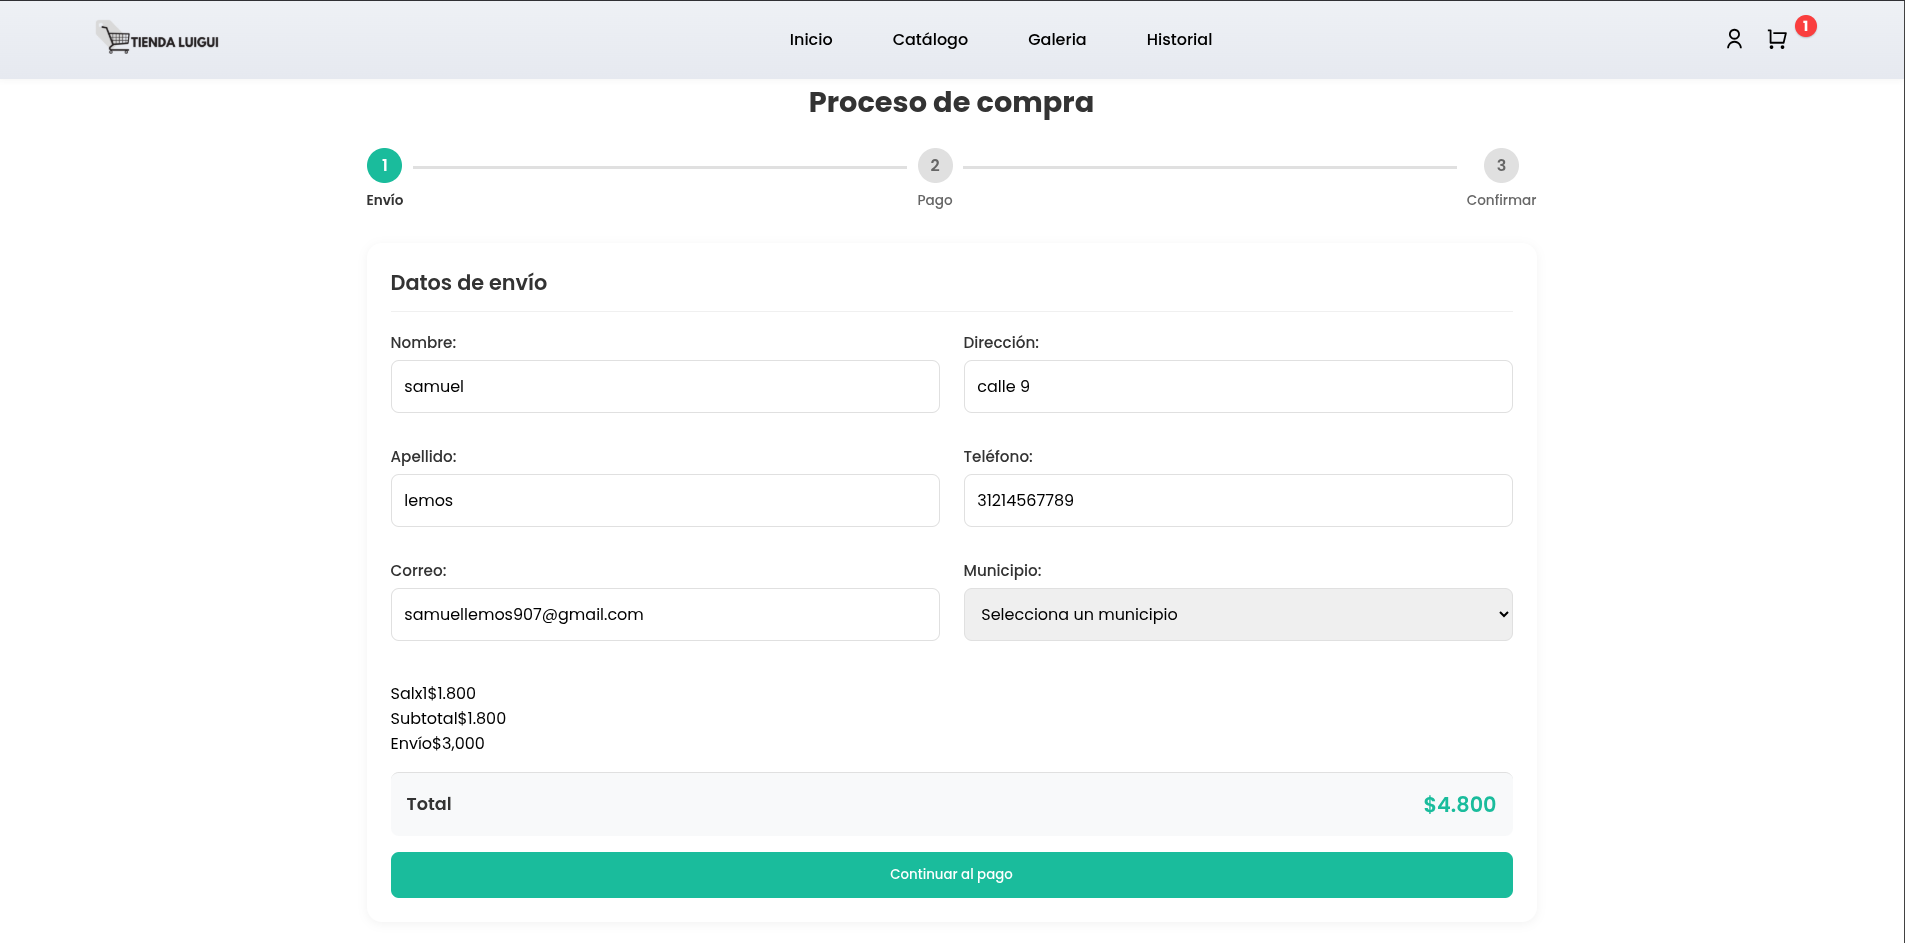 TIENDA LUIGUI
Inicio Catálogo Galeria Historial
1
Proceso de compra
1 2 3
Envío Pago Confirmar
Datos de envío
Nombre: Dirección:
samuel calle 9
Apellido: Teléfono:
lemos 31214567789
Correo: Municipio:
samuellemos907@gmail.com Selecciona un municipio
Salx1$1.800
Subtotal$1.800
Envío$3,000
Total $4.800
Continuar al pago